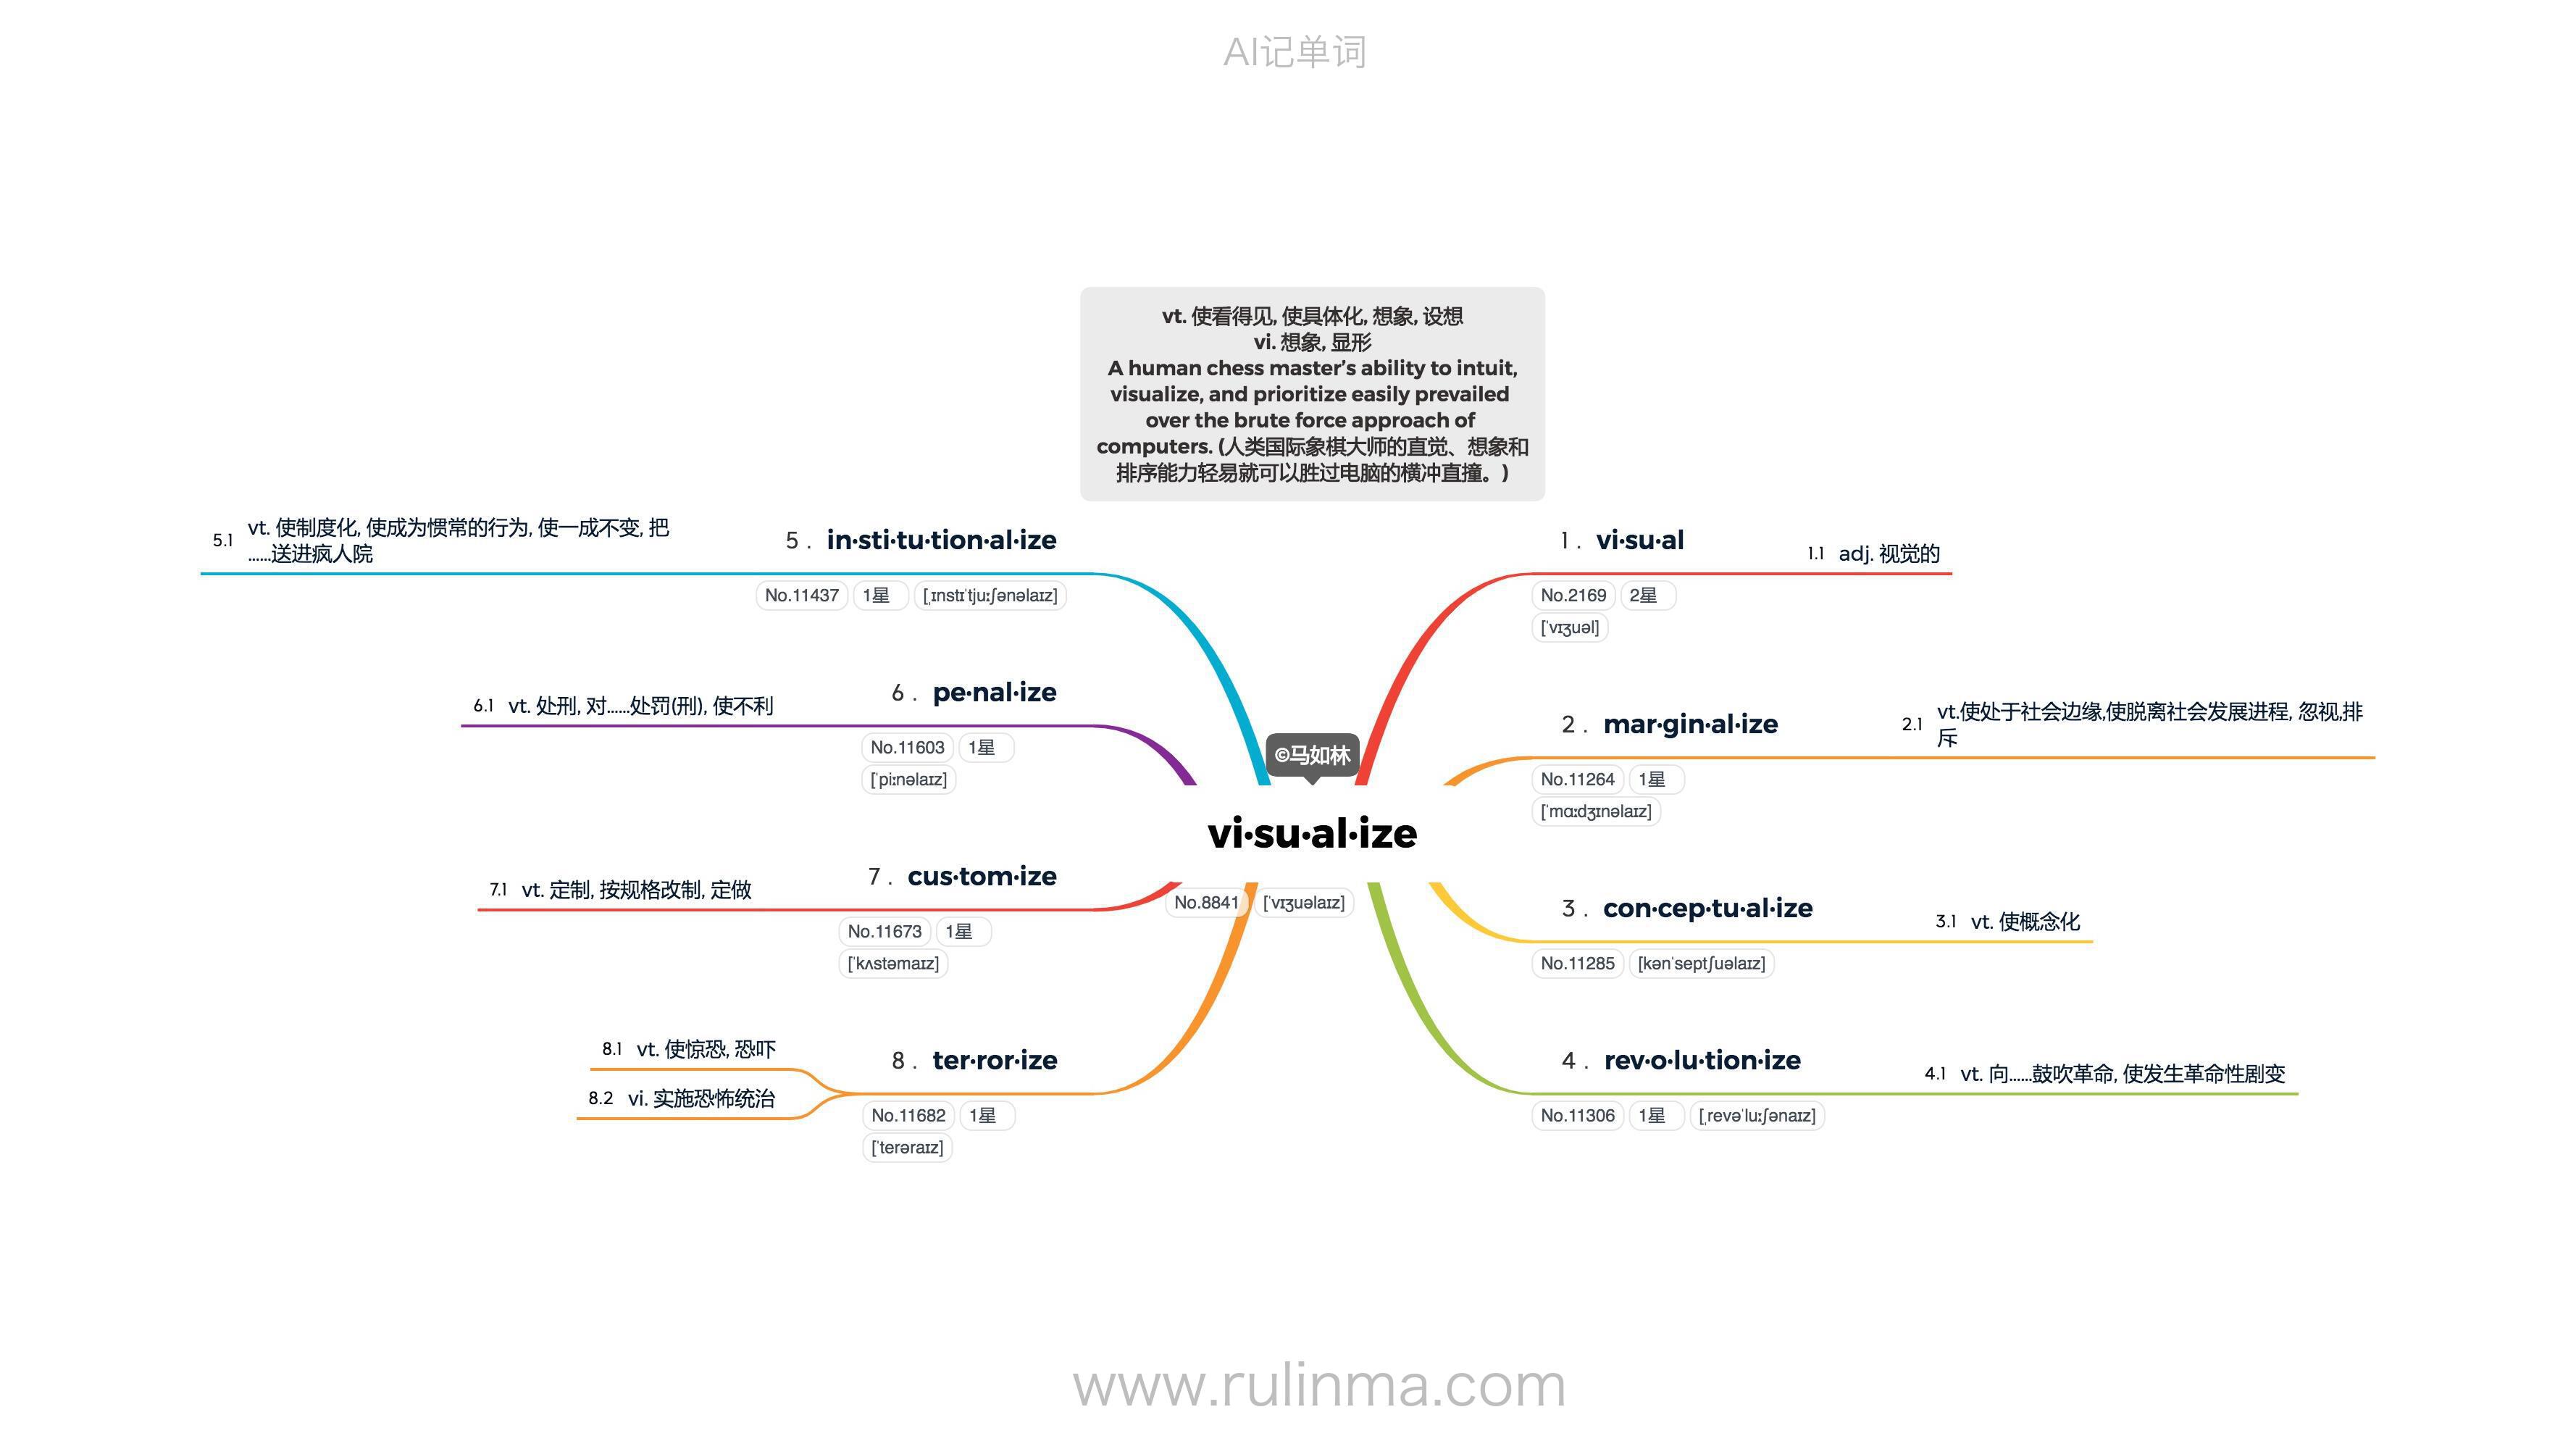 AI记单词
vt. 使看得见, 使具体化, 想象, 设想
vi. 想象, 显形
A human chess master’s ability to intuit,
visualize, and prioritize easily prevailed
over the brute force approach of
computers. (人类国际象棋大师的直觉、想象和
排序能力轻易就可以胜过电脑的横冲直撞。)
©马如林
vi·su·al·ize
No.8841 [ˈvɪʒuəlaɪz]
1 . vi·su·al
No.2169 2星
[ˈvɪʒuəl]
1.1 adj. 视觉的
2 . mar·gin·al·ize
No.11264 1星
[ˈmɑːdʒɪnəlaɪz]
2.1 vt.使处于社会边缘,使脱离社会发展进程, 忽视,排
斥
3 . con·cep·tu·al·ize
No.11285 [kənˈseptʃuəlaɪz]
3.1 vt. 使概念化
4 . rev·o·lu·tion·ize
No.11306 1星 [ˌrevəˈluːʃənaɪz]
4.1 vt. 向……鼓吹革命, 使发生革命性剧变
5 . in·sti·tu·tion·al·ize
No.11437 1星 [ˌɪnstɪˈtjuːʃənəlaɪz]
5.1 vt. 使制度化, 使成为惯常的行为, 使一成不变, 把
……送进疯人院
6 . pe·nal·ize
No.11603 1星
[ˈpiːnəlaɪz]
6.1 vt. 处刑, 对……处罚(刑), 使不利
7 . cus·tom·ize
No.11673 1星
[ˈkʌstəmaɪz]
7.1 vt. 定制, 按规格改制, 定做
8 . ter·ror·ize
No.11682 1星
[ˈterəraɪz]
8.1 vt. 使惊恐, 恐吓
8.2 vi. 实施恐怖统治
www.rulinma.com